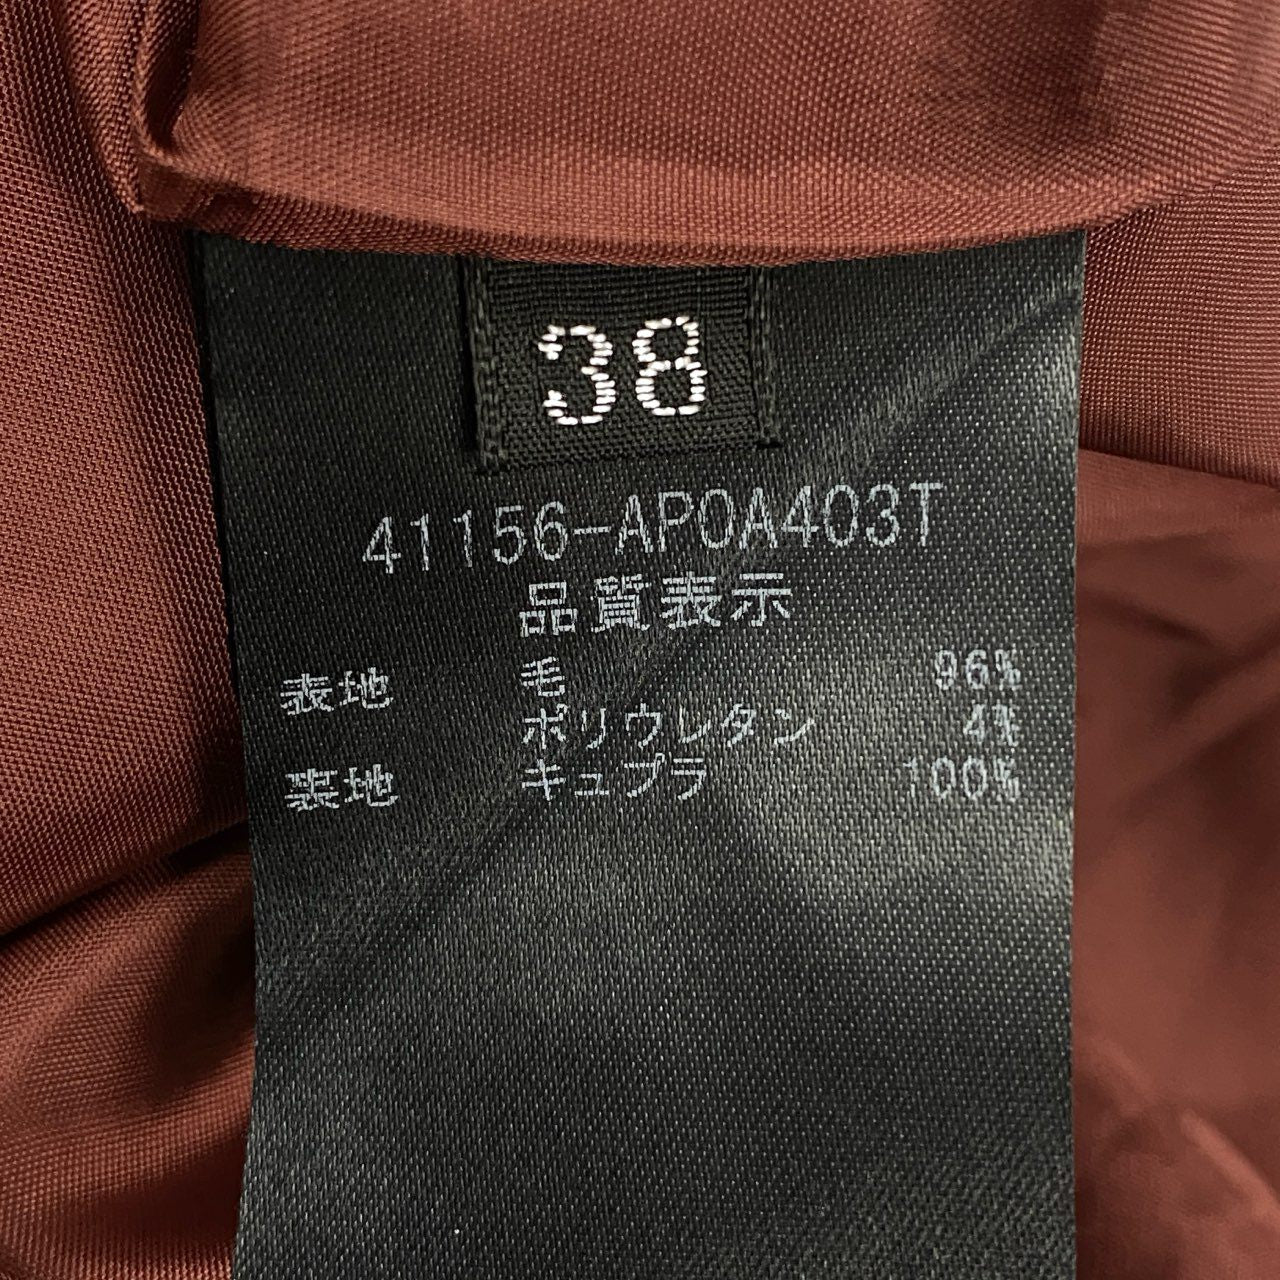 38
41156-AP0A403T
品質表示
表地 毛 96%
ポリウレタン 4%
裏地 キュプラ 100%